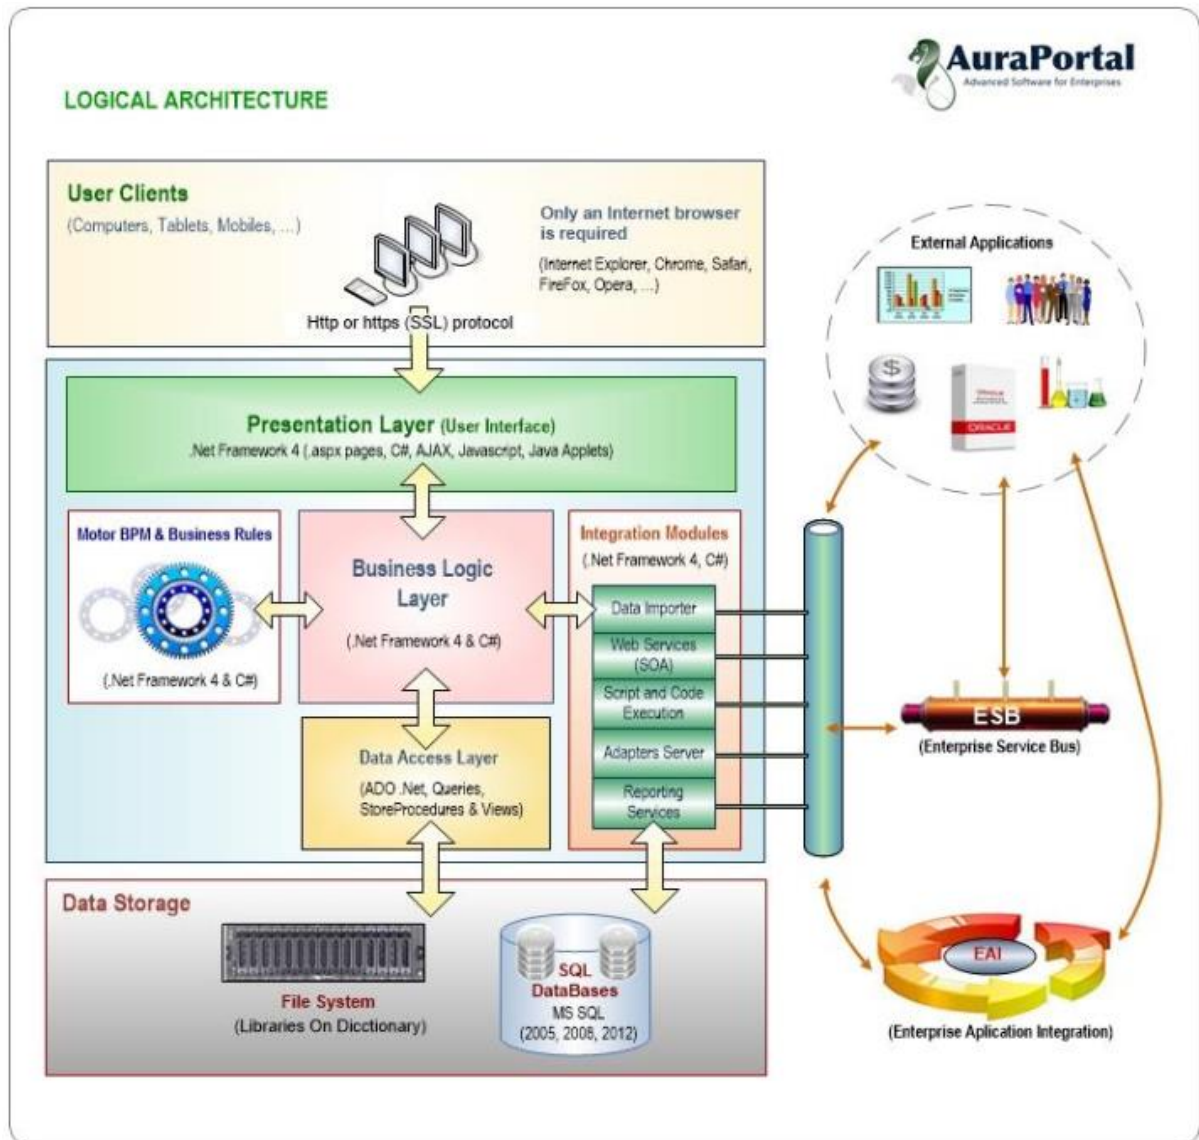 AuraPortal
Advanced Software for Enterprises
LOGICAL ARCHITECTURE
User Clients
(Computers, Tablets, Mobiles, ...)
Only an Internet browser
is required
(Internet Explorer, Chrome, Safari,
FireFox, Opera, ...)
Http or https (SSL) protocol
Presentation Layer (User Interface)
.Net Framework 4 (.aspx pages, C#, AJAX, Javascript, Java Applets)
Motor BPM & Business Rules
(.Net Framework 4 & C#)
Business Logic
Layer
(.Net Framework 4 & C#)
Integration Modules
(.Net Framework 4, C#)
Data Importer
Web Services
(SOA)
Script and Code
Execution
Adapters Server
Reporting
Services
Data Access Layer
(ADO .Net, Queries,
StoreProcedures & Views)
Data Storage
File System
(Libraries On Dicctionary)
SQL
DataBases
MS SQL
(2005, 2008, 2012)
External Applications
$
ORACLE
ORACLE
ESB
(Enterprise Service Bus)
EAI
(Enterprise Aplication Integration)